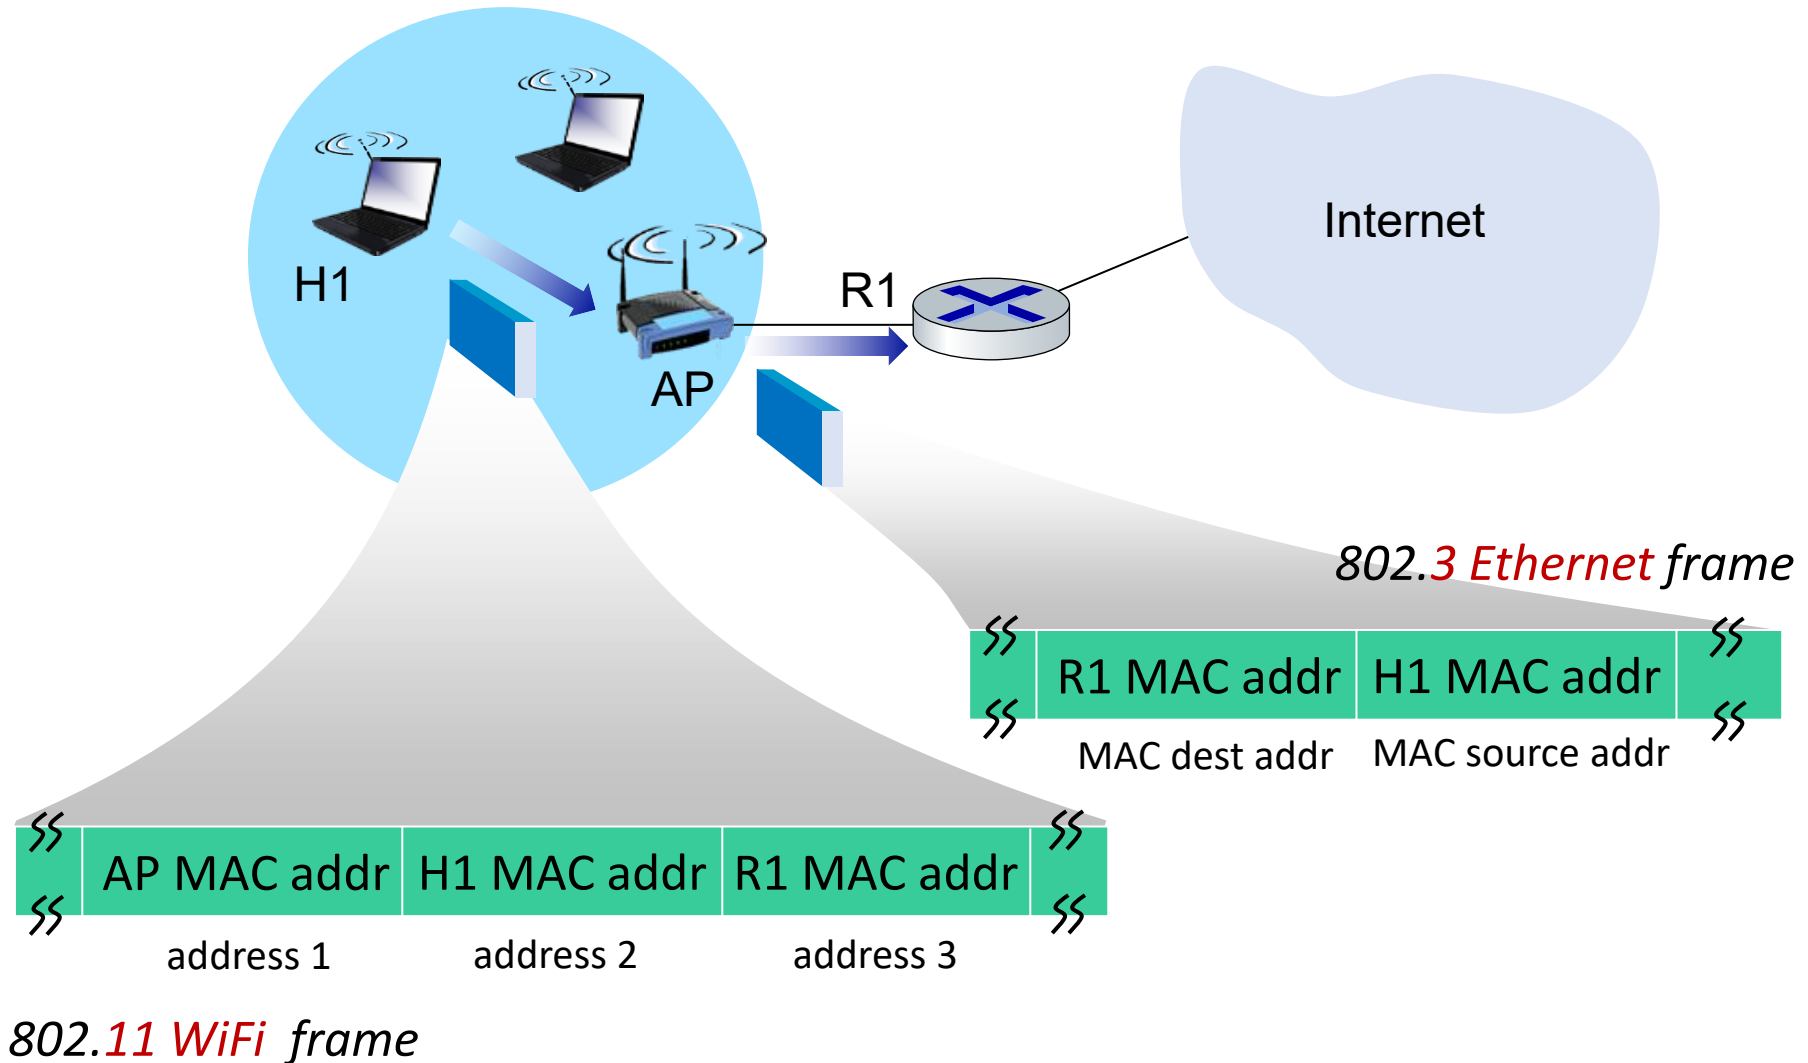 Internet
H1
R1
AP
802.3 Ethernet frame
R1 MAC addr H1 MAC addr
MAC dest addr MAC source addr
AP MAC addr H1 MAC addr R1 MAC addr
address 1 address 2 address 3
802.11 WiFi frame